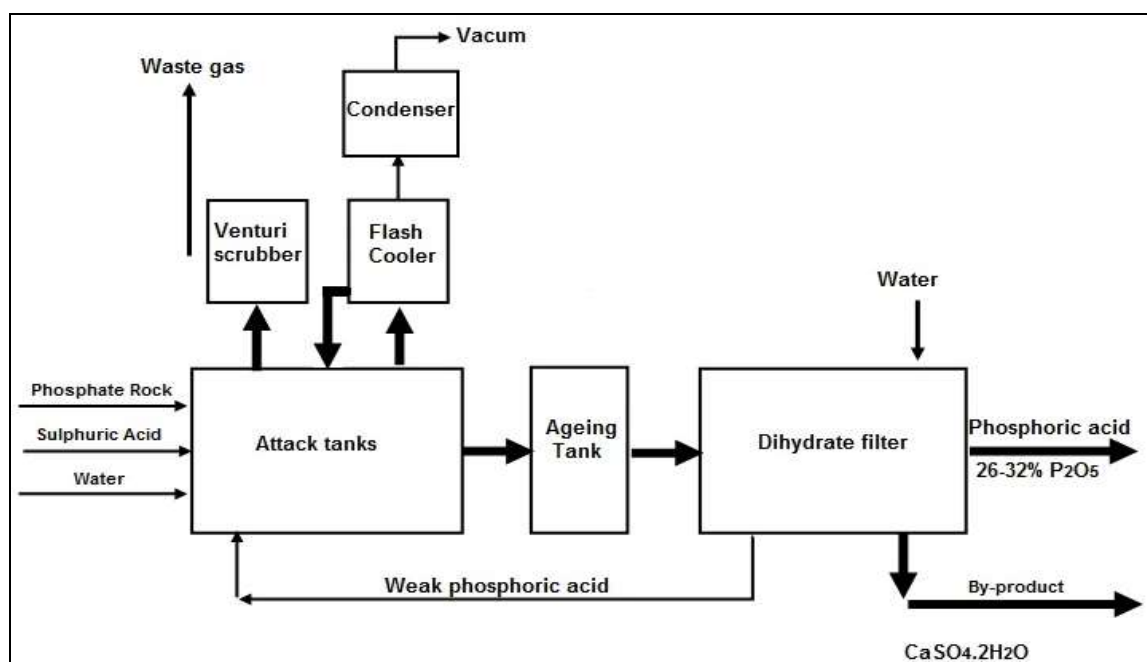 Vacum
Waste gas
Condenser
Venturi
scrubber
Flash
Cooler
Water
Phosphate Rock
Sulphuric Acid
Water
Attack tanks
Ageing
Tank
Dihydrate filter
Phosphoric acid
26-32% P2O5
Weak phosphoric acid
By-product
CaSO4.2H2O